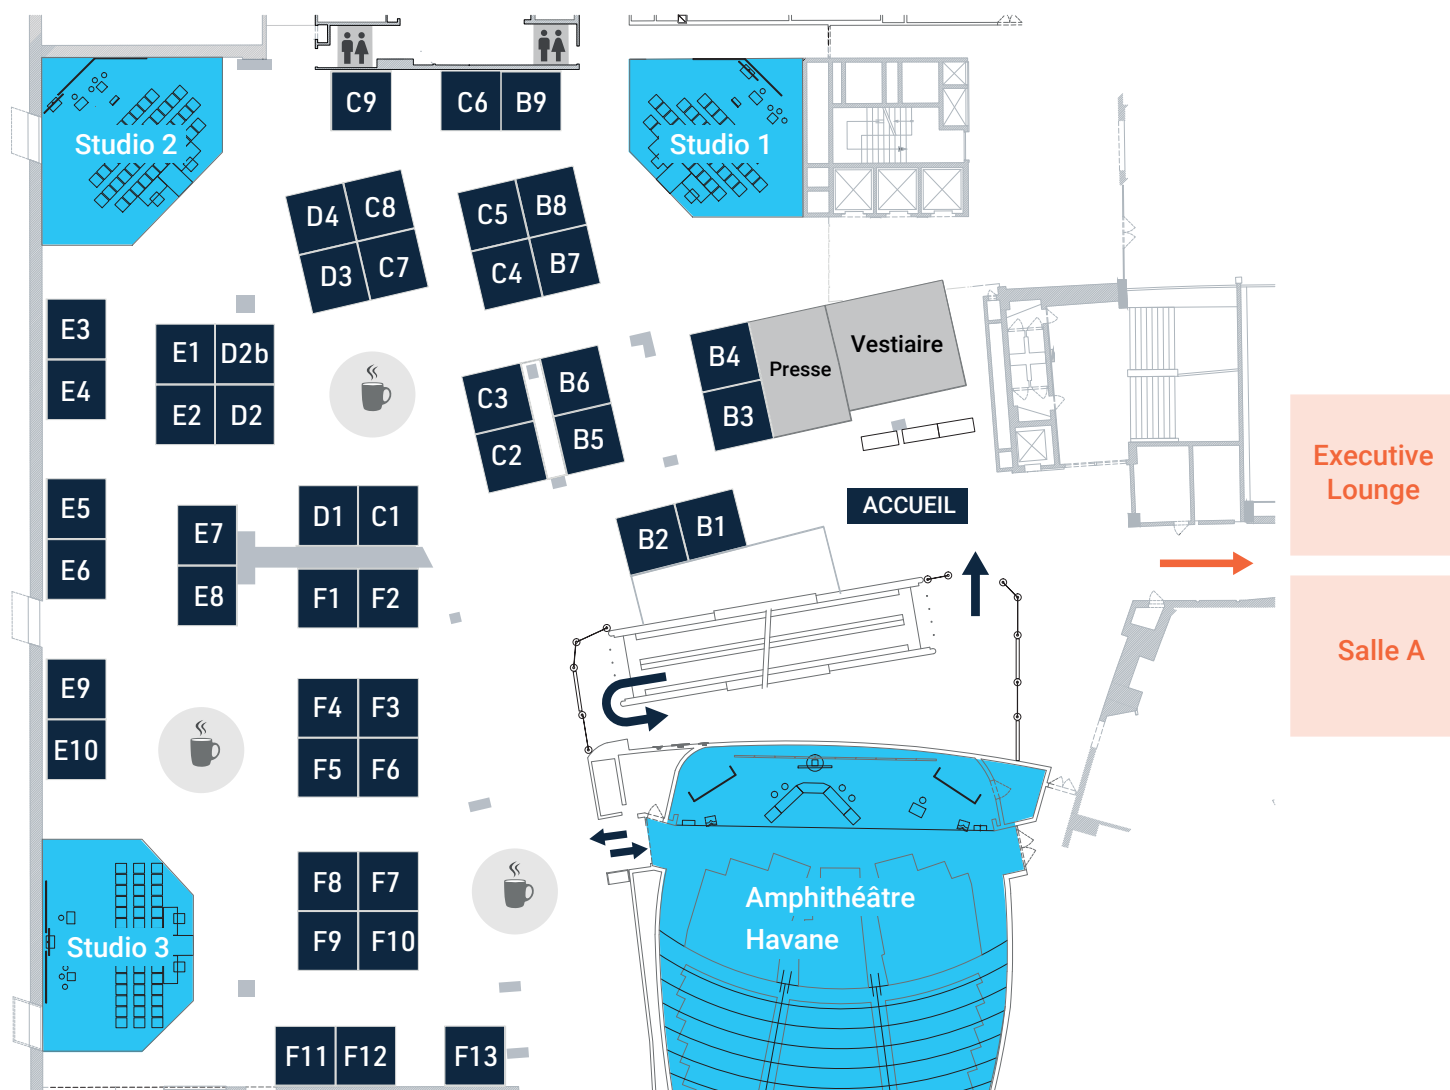 C9
C6
B9
Studio 2
Studio 1
D4
C8
C5
B8
D3
C7
C4
B7
E3
E1
D2b
B4
Presse
Vestiaire
E4
E2
D2
C3
B6
B3
C2
B5
Executive
Lounge
E5
E7
D1
C1
B2
B1
ACCUEIL
E6
E8
F1
F2
Salle A
E9
F4
F3
E10
F5
F6
F8
F7
Amphithéâtre
Havane
Studio 3
F9
F10
F11
F12
F13